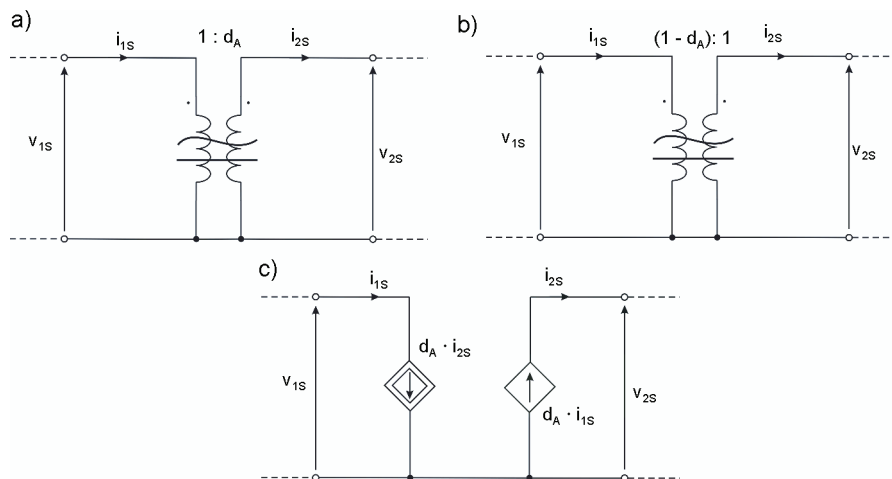 a)
i1S
1 : dA
i2S
v1S
v2S
b)
i1S
(1 - dA): 1
i2S
v1S
v2S
c)
i1S
i2S
dA · i2S
v1S
v2S
dA · i1S